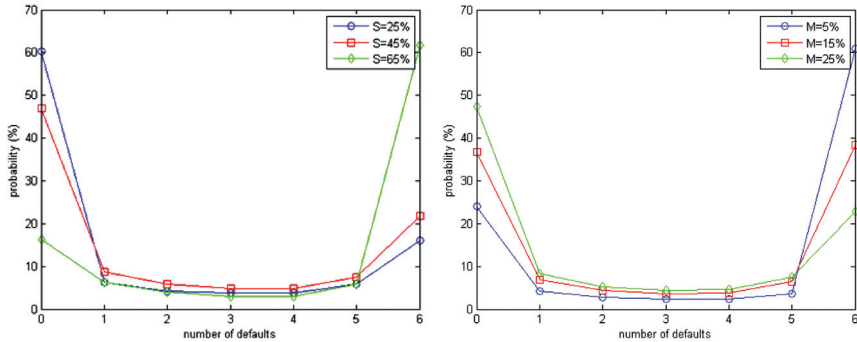 70
60
50
40
30
20
10
0
probability (%)
0 1 2 3 4 5 6
number of defaults
S=25%
S=45%
S=65%
70
60
50
40
30
20
10
0
probability (%)
0 1 2 3 4 5 6
number of defaults
M=5%
M=15%
M=25%